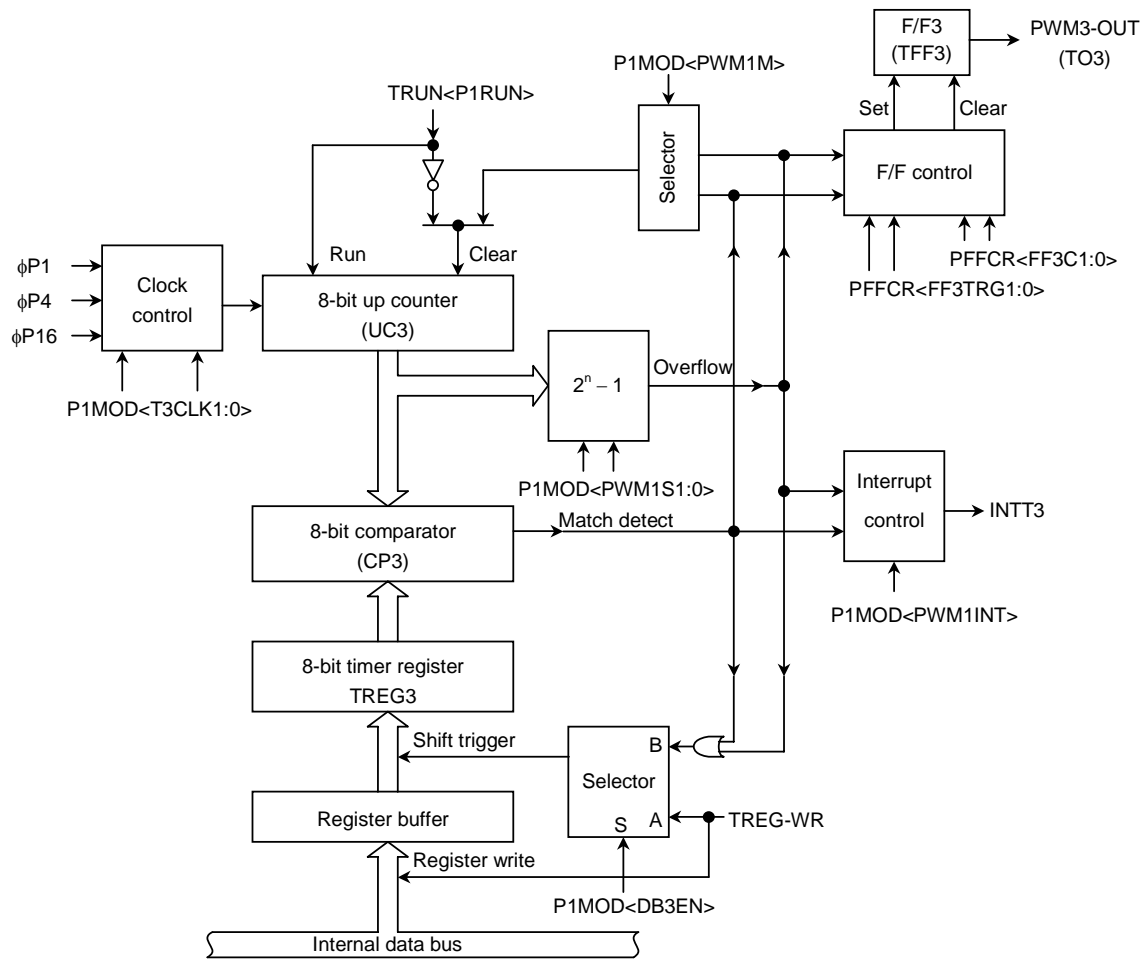 F/F3
(TFF3)
PWM3-OUT
(TO3)
P1MOD<PWM1M>
TRUN<P1RUN>
Set
Clear
Selector
F/F control
Run
Clear
PFFCR<FF3C1:0>
PFFCR<FF3TRG1:0>
ϕP1
ϕP4
ϕP16
Clock
control
8-bit up counter
(UC3)
P1MOD<T3CLK1:0>
2ⁿ − 1
Overflow
P1MOD<PWM1S1:0>
8-bit comparator
(CP3)
Match detect
Interrupt
control
INTT3
P1MOD<PWM1INT>
8-bit timer register
TREG3
Shift trigger
B
Selector
S
A
TREG-WR
Register buffer
Register write
P1MOD<DB3EN>
Internal data bus